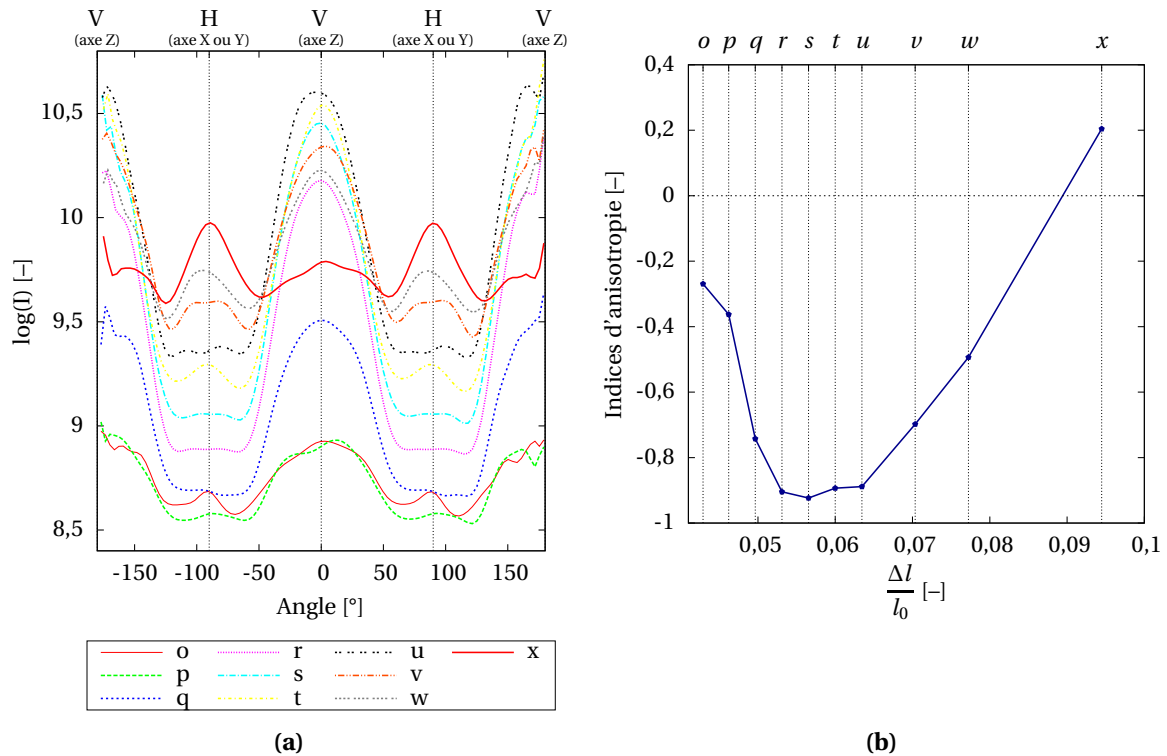 V H V H V
(axe Z) (axe X ou Y) (axe Z) (axe X ou Y) (axe Z)
10,5
10
9,5
9
8,5
log(I) [–]
-150 -100 -50 0 50 100 150
Angle [°]
o r u x
p s v
q t w
(a)
o p q r s t u v w x
0,4
0,2
0
-0,2
-0,4
-0,6
-0,8
-1
Indices d'anisotropie [–]
0,05 0,06 0,07 0,08 0,09 0,1
Δl
l0 [–]
(b)